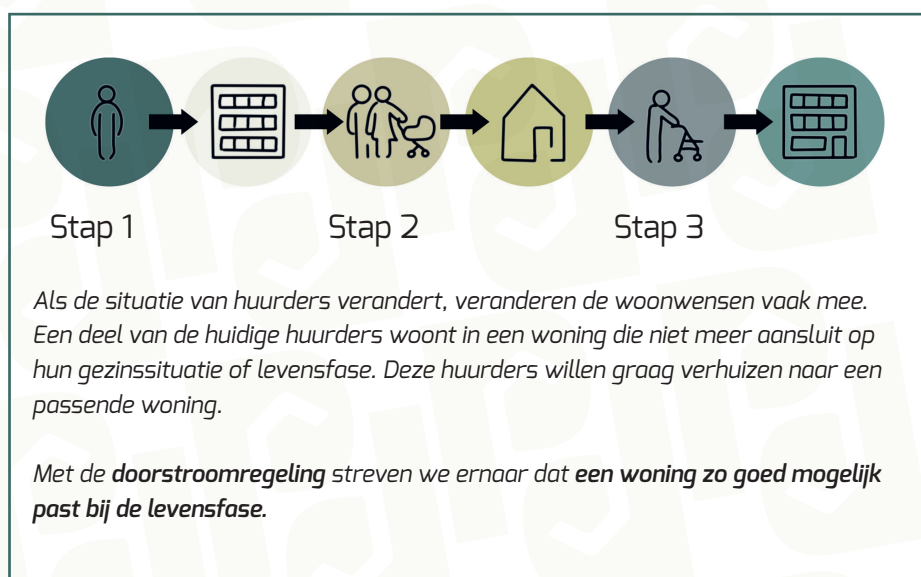 Stap 1
Stap 2
Stap 3
Als de situatie van huurders verandert, veranderen de woonwensen vaak mee.
Een deel van de huidige huurders woont in een woning die niet meer aansluit op
hun gezinssituatie of levensfase. Deze huurders willen graag verhuizen naar een
passende woning.
Met de doorstroomregeling streven we ernaar dat een woning zo goed mogelijk
past bij de levensfase.